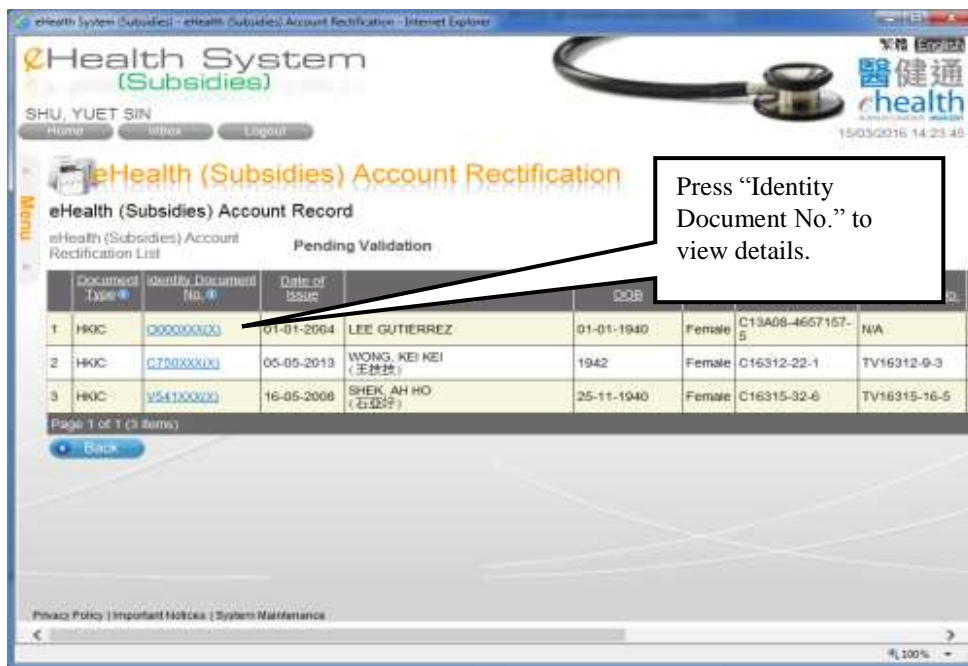 eHealth System (Subsidies) - eHealth (Subsidies) Account Rectification - Internet Explorer
eHealth System
(Subsidies)
繁體 English
醫健通
ehealth
SHU, YUET SIN
Home Inbox Logout
15/03/2016 14:23:45
Menu
eHealth (Subsidies) Account Rectification
Press “Identity
Document No.” to
view details.
eHealth (Subsidies) Account Record
eHealth (Subsidies) Account
Rectification List
Pending Validation
Document Type Identity Document No. Date of Issue DOB No.
1 HKIC 01-01-2004 LEE GUTIERREZ 01-01-1940 Female C13A08-4657157-5 N/A
2 HKIC C700XXX(X) 05-05-2013 WONG, KEI KEI 1942 Female C16312-22-1 TV16312-9-3
3 HKIC V541XXX(X) 16-05-2008 SHEK, AH HO 25-11-1940 Female C16315-32-6 TV16315-16-5
Page 1 of 1 (3 items)
Back
Privacy Policy | Important Notices | System Maintenance
100%